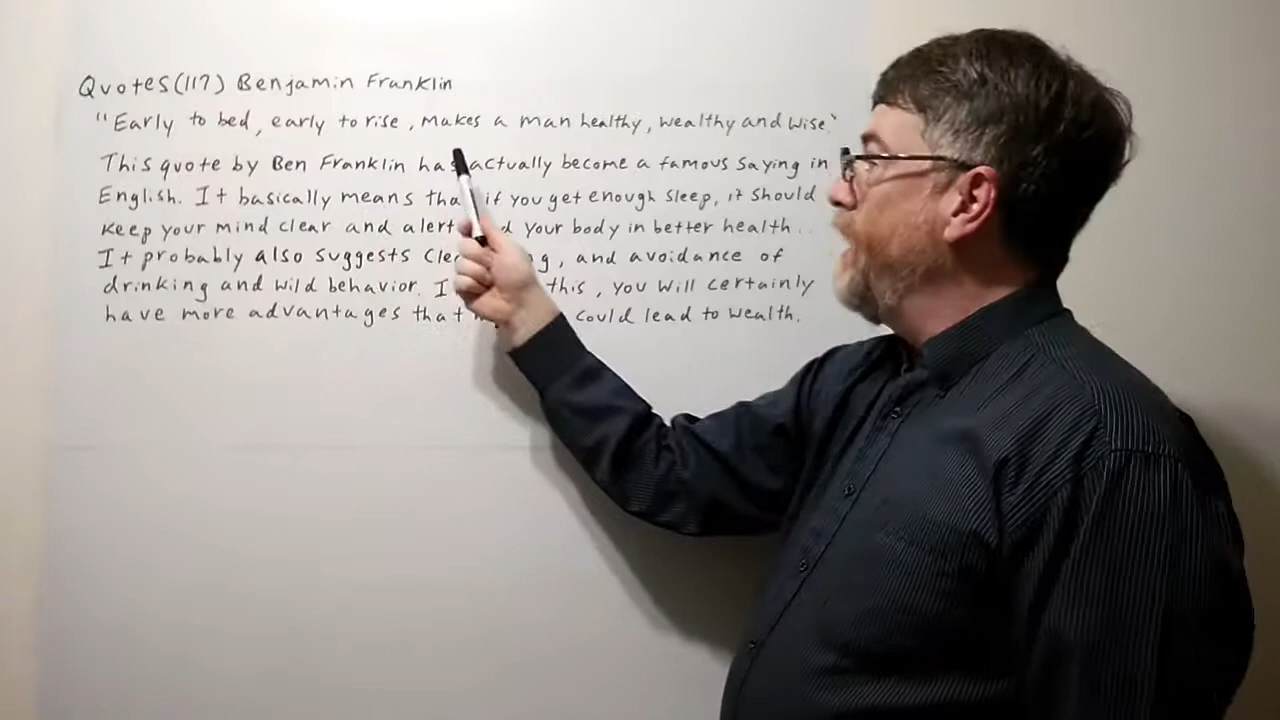 Quotes(117) Benjamin Franklin
"Early to bed, early to rise, makes a man healthy, wealthy and wise."
This quote by Ben Franklin has actually become a famous saying in
English. It basically means if you get enough sleep, it should
keep your mind clear and alert your body in better health.
It probably also suggests and avoidance of
drinking and wild behavior. this, you will certainly
have more advantages that could lead to wealth.